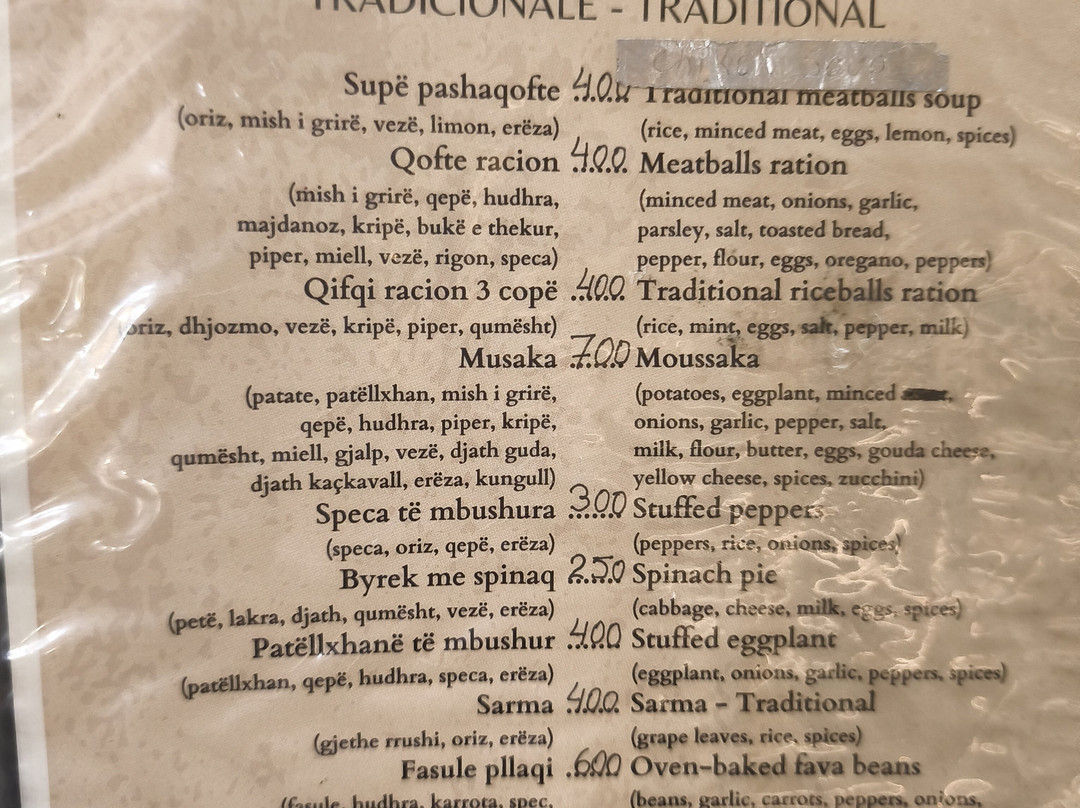 TRADICIONALE - TRADITIONAL
Supë pashaqofte 400 Traditional meatballs soup
(oriz, mish i grirë, vezë, limon, erëza) (rice, minced meat, eggs, lemon, spices)
Qofte racion 400 Meatballs ration
(mish i grirë, qepë, hudhra, (minced meat, onions, garlic,
majdanoz, kripë, bukë e thekur, parsley, salt, toasted bread,
piper, miell, vezë, rigon, speca) pepper, flour, eggs, oregano, peppers)
Qifqi racion 3 copë 400 Traditional riceballs ration
(oriz, dhjozmo, vezë, kripë, piper, qumësht) (rice, mint, eggs, salt, pepper, milk)
Musaka 700 Moussaka
(patate, patëllxhan, mish i grirë, (potatoes, eggplant, minced
qepë, hudhra, piper, kripë, onions, garlic, pepper, salt,
qumësht, miell, gjalp, vezë, djath guda, milk, flour, butter, eggs, gouda cheese,
djath kaçkavall, erëza, kungull) yellow cheese, spices, zucchini)
Speca të mbushura 300 Stuffed peppers
(speca, oriz, qepë, erëza) (peppers, rice, onions, spices)
Byrek me spinaq 250 Spinach pie
(petë, lakra, djath, qumësht, vezë, erëza) (cabbage, cheese, milk, eggs, spices)
Patëllxhanë të mbushur 400 Stuffed eggplant
(patëllxhan, qepë, hudhra, speca, erëza) (eggplant, onions, garlic, peppers, spices)
Sarma 400 Sarma - Traditional
(gjethe rrushi, oriz, erëza) (grape leaves, rice, spices)
Fasule pllaqi 600 Oven-baked fava beans
(fasule, hudhra, karrota, spec, (beans, garlic, carrots, peppers, onions,